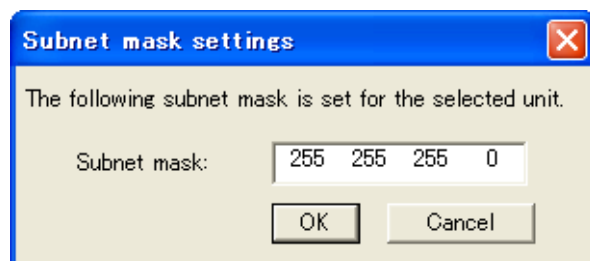 Subnet mask settings
The following subnet mask is set for the selected unit.
Subnet mask: 255 255 255 0
OK Cancel